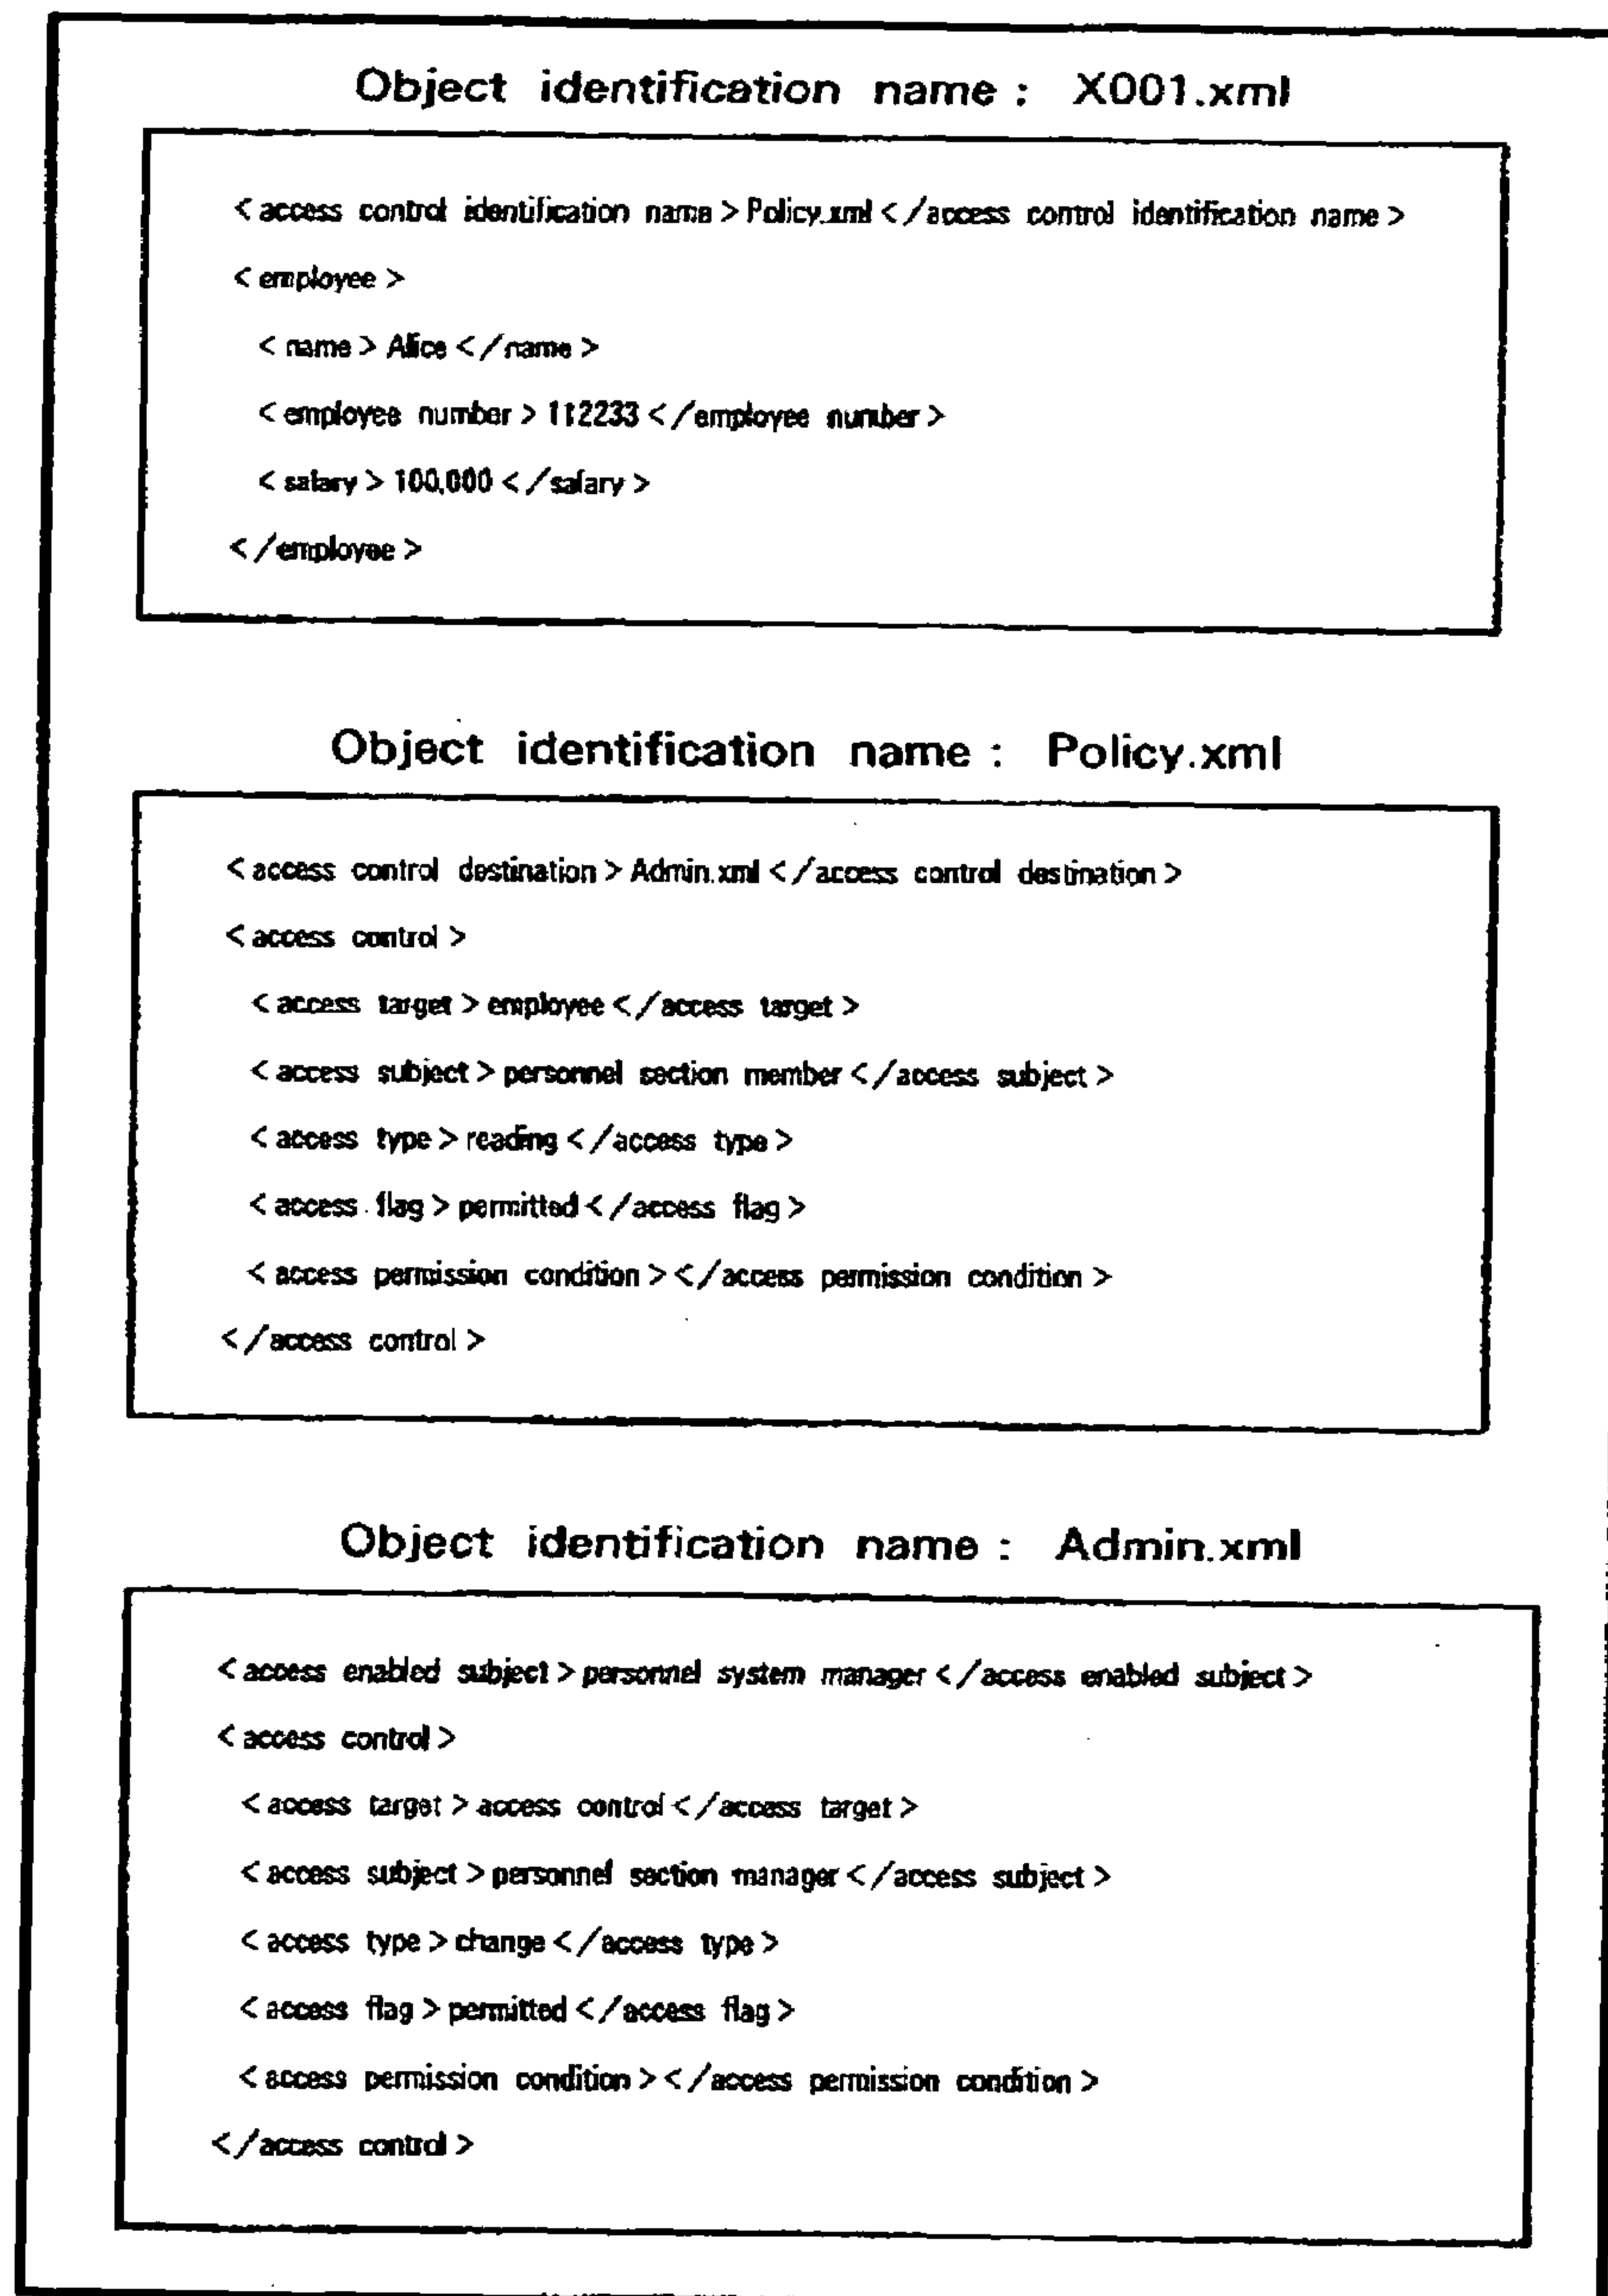 Object identification name : X001.xml
< access control identification name > Policy.xml < /access control identification name >
< employee >
< name > Alice < /name >
< employee number > 112233 < /employee number >
< salary > 100,000 < /salary >
< /employee >
Object identification name : Policy.xml
< access control destination > Admin.xml < /access control destination >
< access control >
< access target > employee < /access target >
< access subject > personnel section member < /access subject >
< access type > reading < /access type >
< access flag > permitted < /access flag >
< access permission condition > < /access permission condition >
< /access control >
Object identification name : Admin.xml
< access enabled subject > personnel system manager < /access enabled subject >
< access control >
< access target > access control < /access target >
< access subject > personnel section manager < /access subject >
< access type > change < /access type >
< access flag > permitted < /access flag >
< access permission condition > < /access permission condition >
< /access control >